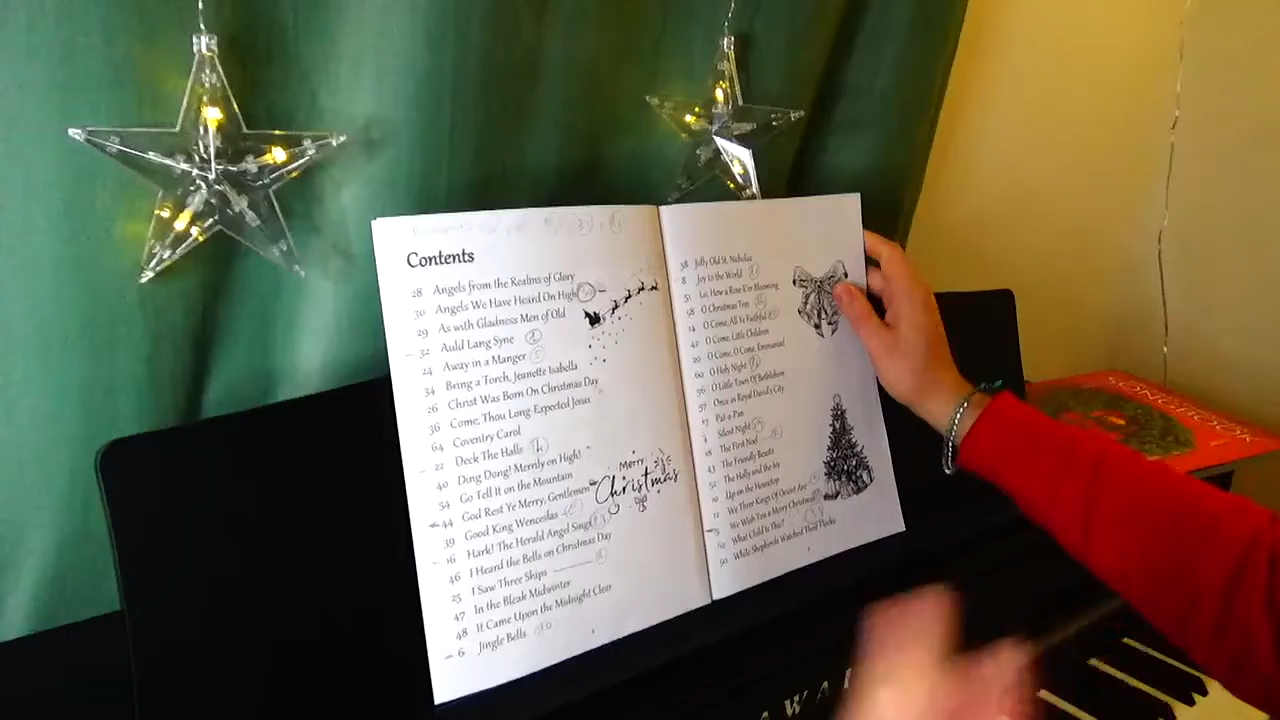 Contents
28 Angels from the Realms of Glory
30 Angels We Have Heard On High
29 As with Gladness Men of Old
32 Auld Lang Syne
24 Away in a Manger
34 Bring a Torch, Jeanette Isabella
26 Christ Was Born On Christmas Day
36 Come, Thou Long-Expected Jesus
64 Coventry Carol
22 Deck The Halls
40 Ding Dong! Merrily on High!
54 Go Tell It on the Mountain
44 God Rest Ye Merry, Gentlemen
39 Good King Wenceslas
16 Hark! The Herald Angel Sing
46 I Heard the Bells on Christmas Day
25 I Saw Three Ships
47 In the Bleak Midwinter
48 It Came Upon the Midnight Clear
6 Jingle Bells
Merry
Christmas
38 Jolly Old St. Nicholas
8 Joy to the World
51 Lo, How a Rose E'er Blooming
58 O Christmas Tree
14 O Come, All Ye Faithful
42 O Come, Little Children
20 O Come, O Come, Emmanuel
60 O Holy Night
56 O Little Town Of Bethlehem
57 Once in Royal David's City
Pat-a-Pan
Silent Night
The First Noel
43 The Friendly Beasts
52 The Holly and the Ivy
10 Up on the Housetop
12 We Three Kings Of Orient Are
We Wish You a Merry Christmas
What Child Is This?
50 While Shepherds Watched Their Flocks
AWA